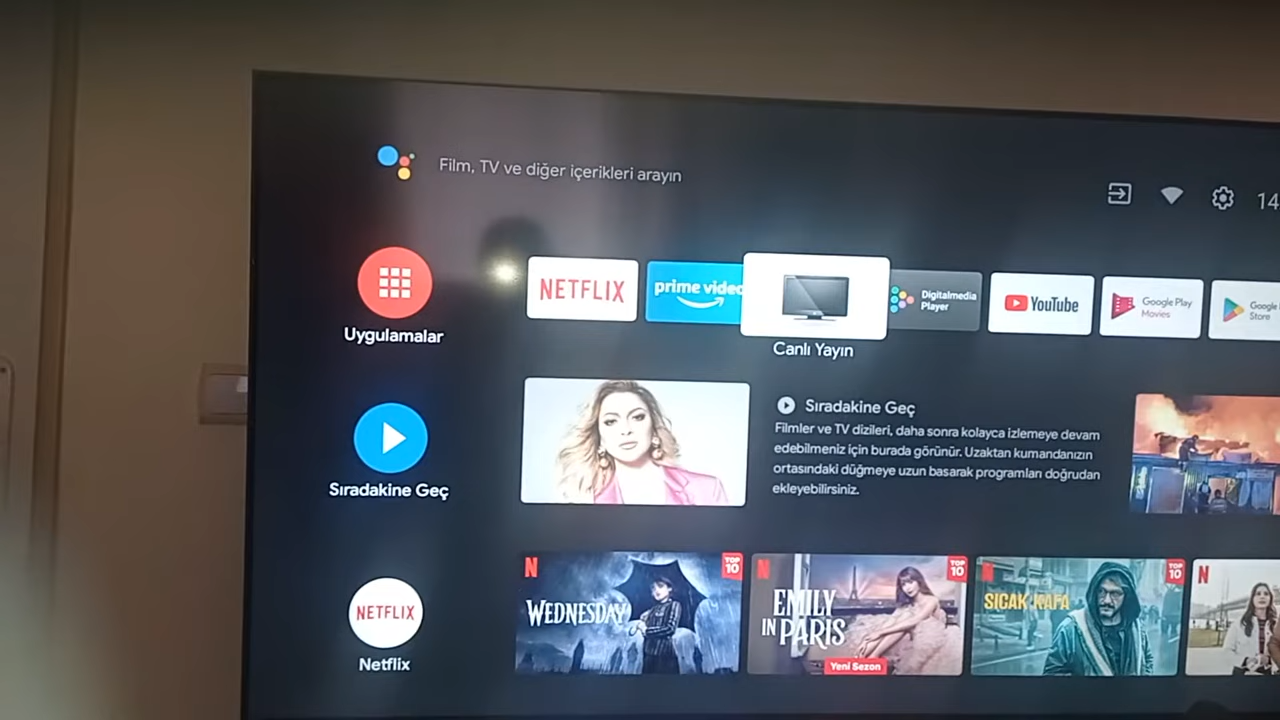 Film, TV ve diğer içerikleri arayın
14
NETFLIX
prime video
Digitalmedia
Player
YouTube
Google Play
Movies
Google
Store
Uygulamalar
Canlı Yayın
Sıradakine Geç
Filmler ve TV dizileri, daha sonra kolayca izlemeye devam
edebilmeniz için burada görünür. Uzaktan kumandanızın
ortasındaki düğmeye uzun basarak programları doğrudan
ekleyebilirsiniz.
Sıradakine Geç
N
TOP
10
WEDNESDAY
N
TOP
10
EMILY
IN PARIS
Yeni Sezon
N
TOP
10
SICAK KAFA
N
NETFLIX
Netflix